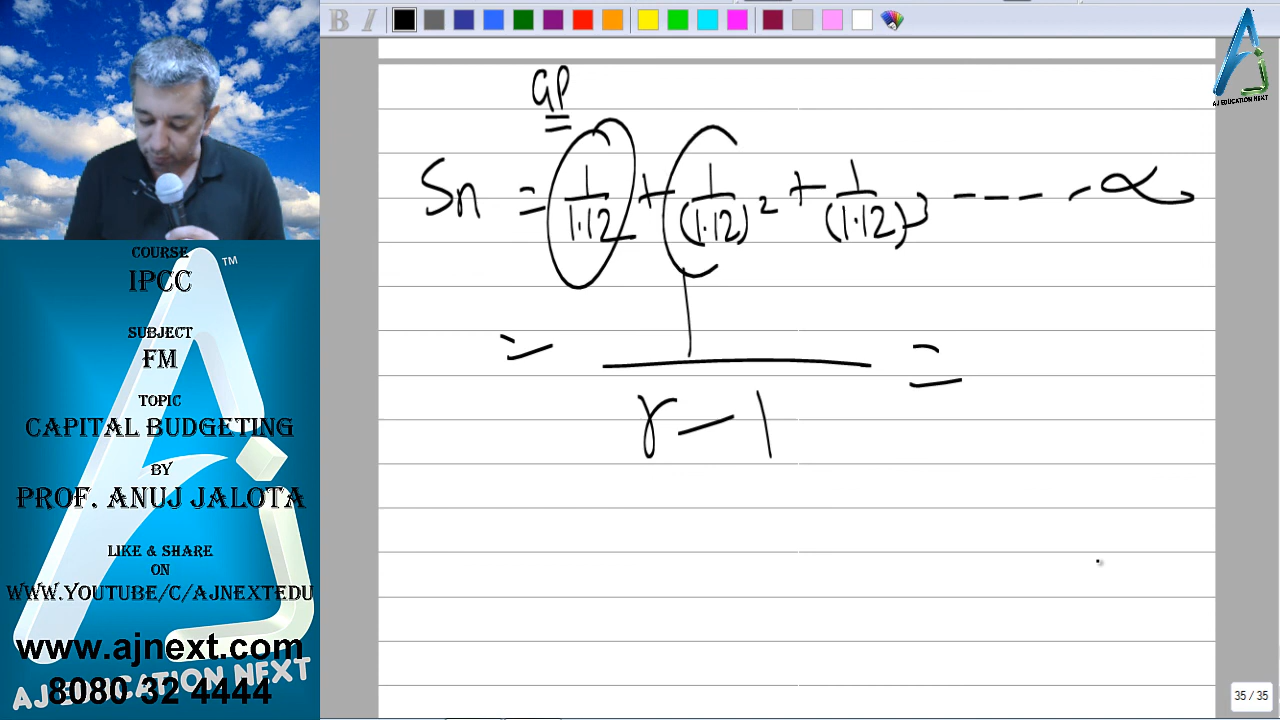 B I
AJ EDUCATION NEXT
GP
Sn = 1/1.12 + 1/(1.12)² + 1/(1.12)³ ---- - ∝
= 1/(r - 1) =
TM
COURSE
IPCC
SUBJECT
FM
TOPIC
CAPITAL BUDGETING
BY
PROF. ANUJ JALOTA
LIKE & SHARE
ON
WWW.YOUTUBE/C/AJNEXTEDU
www.ajnext.com
8080 32 4444
AJ EDUCATION NEXT
35 / 35